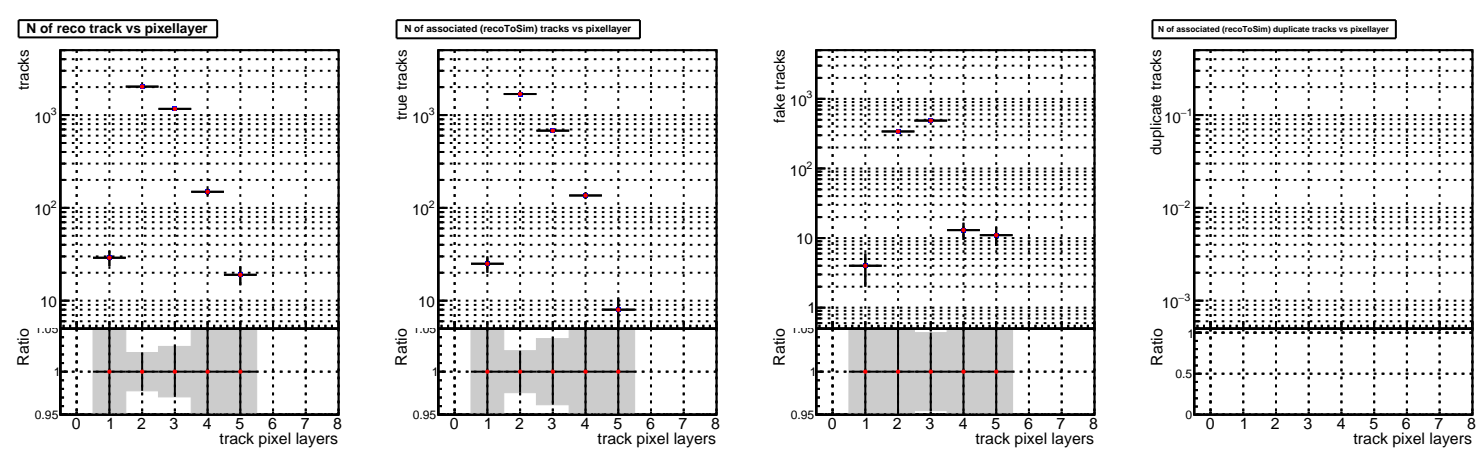 N of reco track vs pixellayer
tracks
10³
10²
10
1.05
Ratio
1
0.95
0 1 2 3 4 5 6 7 8
track pixel layers
N of associated (recoToSim) tracks vs pixellayer
true tracks
10³
10²
10
1.05
Ratio
1
0.95
0 1 2 3 4 5 6 7 8
track pixel layers
fake tracks
10³
10²
10
1
1.05
Ratio
1
0.95
0 1 2 3 4 5 6 7 8
track pixel layers
N of associated (recoToSim) duplicate tracks vs pixellayer
duplicate tracks
10⁻¹
10⁻²
10⁻³
Ratio
1
0.5
0
0 1 2 3 4 5 6 7 8
track pixel layers